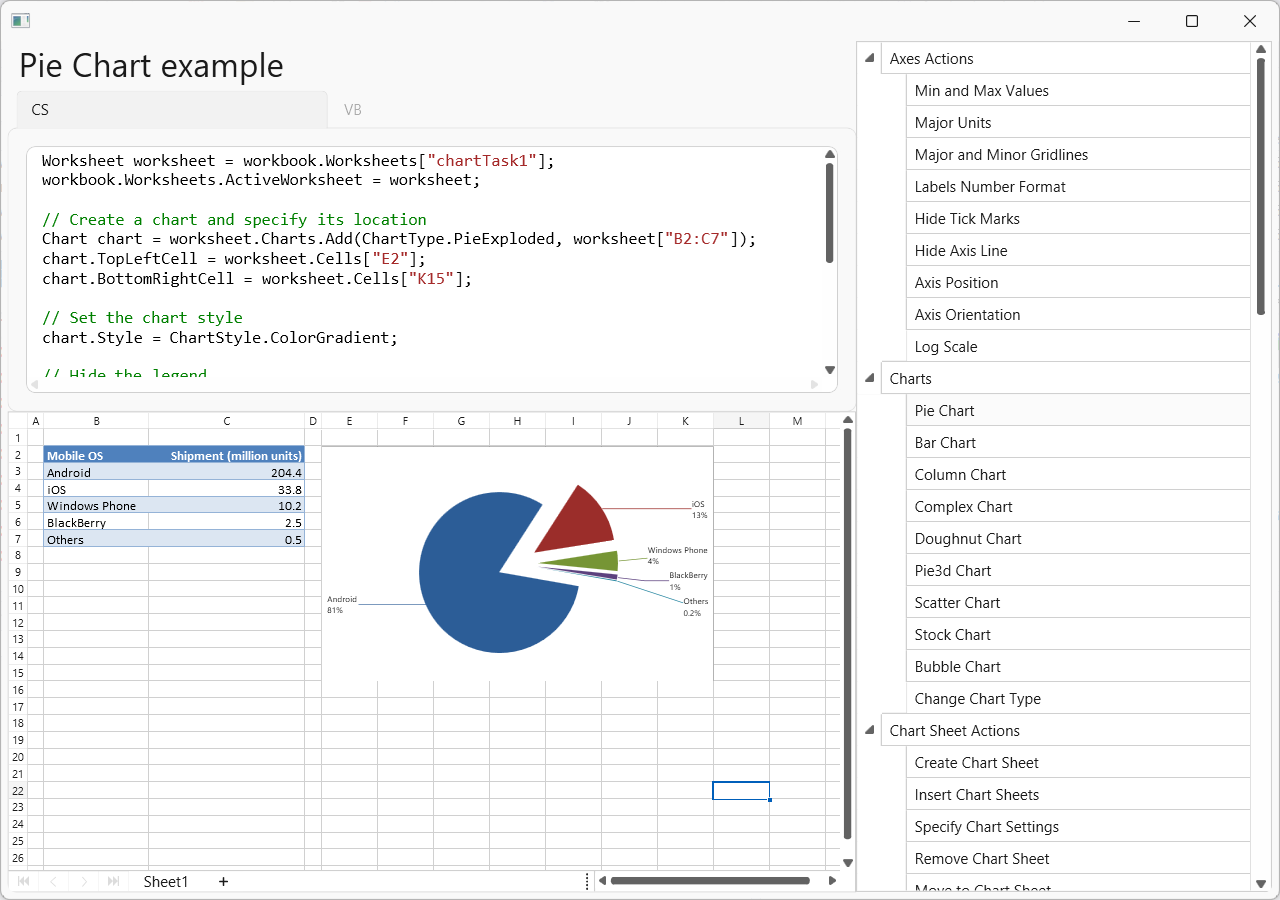 Pie Chart example
CS
VB
Worksheet worksheet = workbook.Worksheets["chartTask1"];
workbook.Worksheets.ActiveWorksheet = worksheet;
// Create a chart and specify its location
Chart chart = worksheet.Charts.Add(ChartType.PieExploded, worksheet["B2:C7"]);
chart.TopLeftCell = worksheet.Cells["E2"];
chart.BottomRightCell = worksheet.Cells["K15"];
// Set the chart style
chart.Style = ChartStyle.ColorGradient;
// Hide the legend
A B C D E F G H I J K L M
1
2 Mobile OS Shipment (million units)
3 Android 204.4
4 iOS 33.8
5 Windows Phone 10.2
6 BlackBerry 2.5
7 Others 0.5
8
9
10
11
12
13
14
15
16
17
18
19
20
21
22
23
24
25
26
iOS
13%
Windows Phone
4%
BlackBerry
1%
Others
0.2%
Android
81%
Sheet1 +
Axes Actions
Min and Max Values
Major Units
Major and Minor Gridlines
Labels Number Format
Hide Tick Marks
Hide Axis Line
Axis Position
Axis Orientation
Log Scale
Charts
Pie Chart
Bar Chart
Column Chart
Complex Chart
Doughnut Chart
Pie3d Chart
Scatter Chart
Stock Chart
Bubble Chart
Change Chart Type
Chart Sheet Actions
Create Chart Sheet
Insert Chart Sheets
Specify Chart Settings
Remove Chart Sheet
Move to Chart Sheet